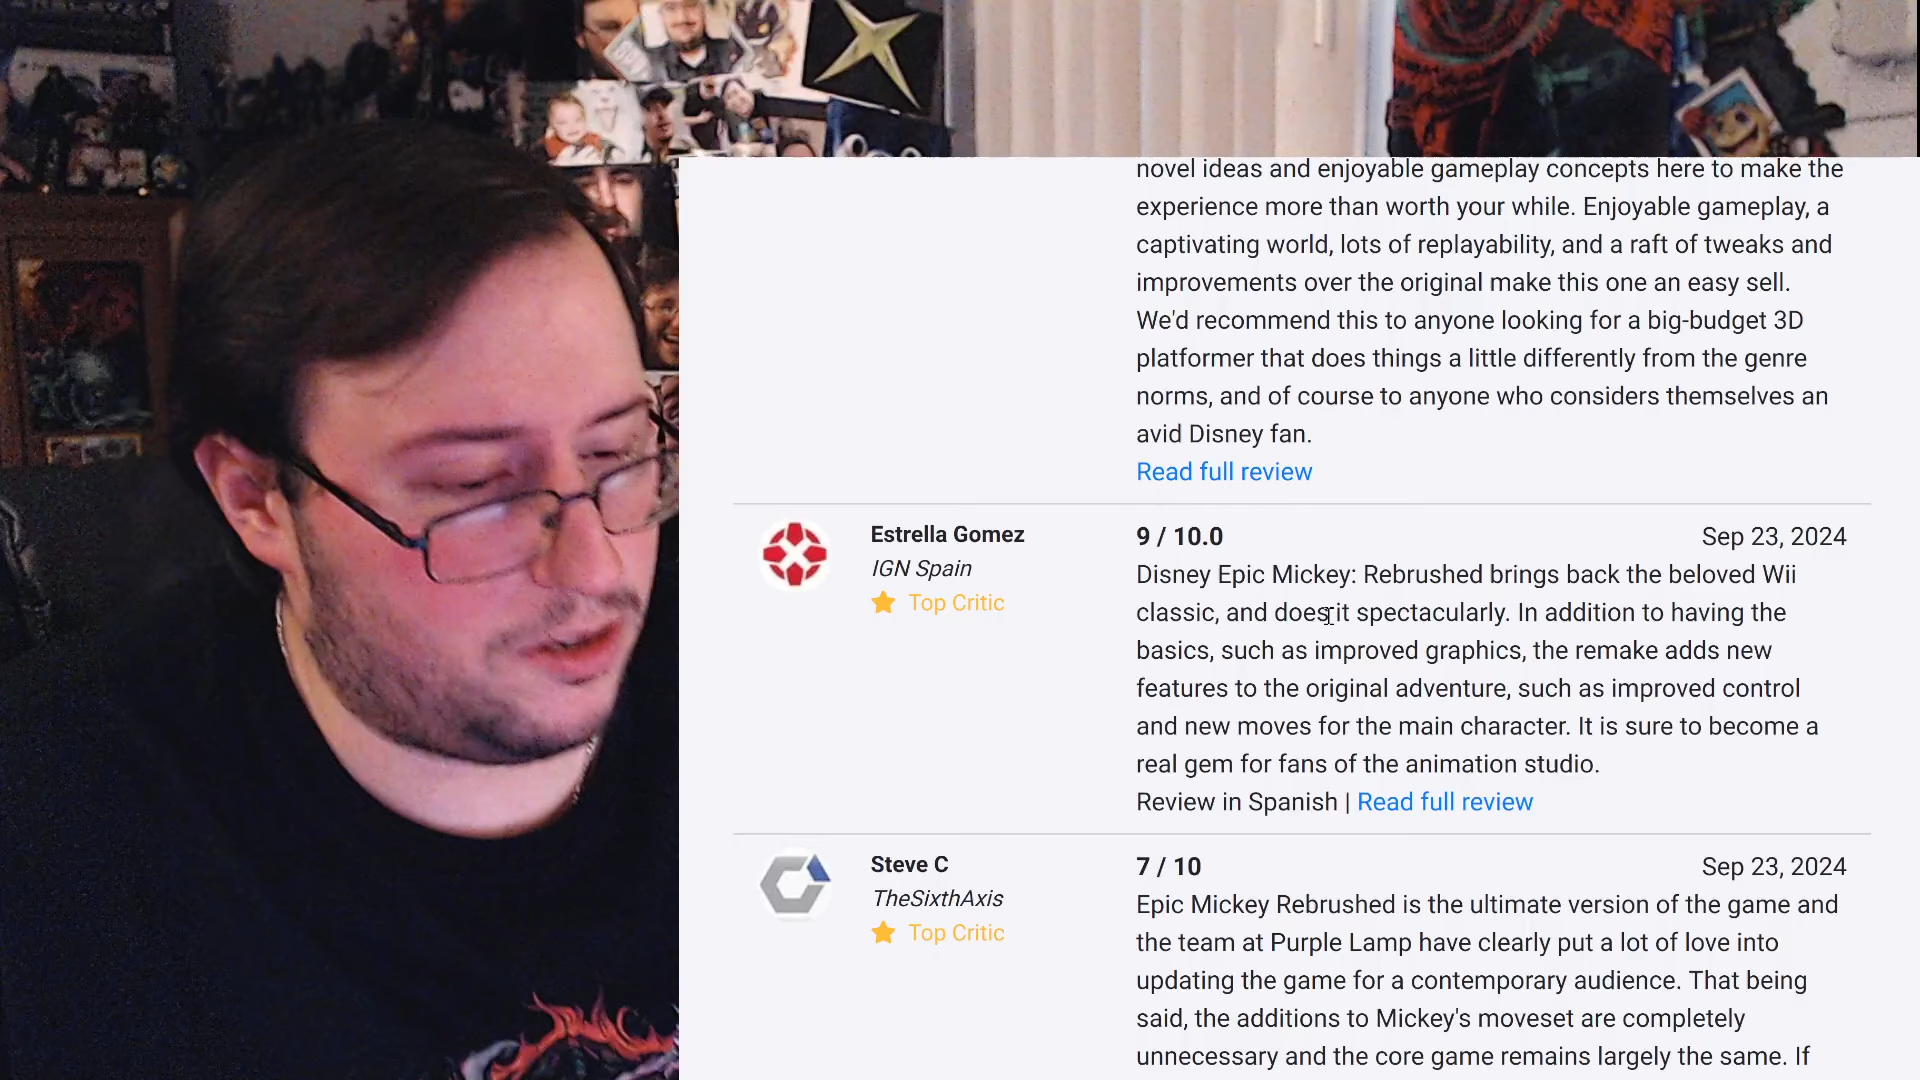 novel ideas and enjoyable gameplay concepts here to make the
experience more than worth your while. Enjoyable gameplay, a
captivating world, lots of replayability, and a raft of tweaks and
improvements over the original make this one an easy sell.
We'd recommend this to anyone looking for a big-budget 3D
platformer that does things a little differently from the genre
norms, and of course to anyone who considers themselves an
avid Disney fan.
Read full review
Estrella Gomez
IGN Spain
Top Critic
9 / 10.0
Sep 23, 2024
Disney Epic Mickey: Rebrushed brings back the beloved Wii
classic, and does it spectacularly. In addition to having the
basics, such as improved graphics, the remake adds new
features to the original adventure, such as improved control
and new moves for the main character. It is sure to become a
real gem for fans of the animation studio.
Review in Spanish | Read full review
Steve C
TheSixthAxis
Top Critic
7 / 10
Sep 23, 2024
Epic Mickey Rebrushed is the ultimate version of the game and
the team at Purple Lamp have clearly put a lot of love into
updating the game for a contemporary audience. That being
said, the additions to Mickey's moveset are completely
unnecessary and the core game remains largely the same. If